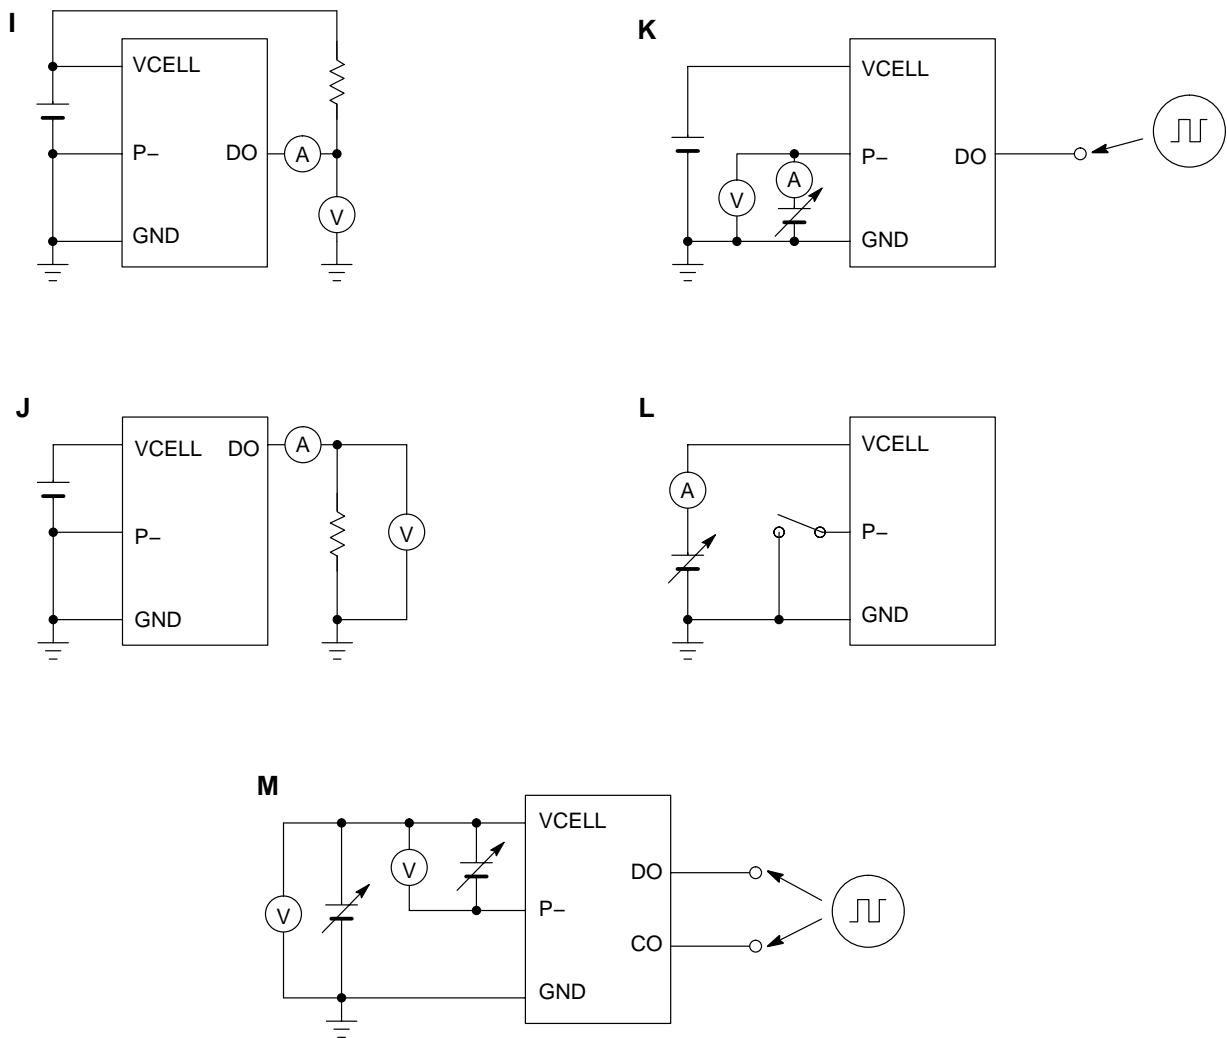 I
VCELL
P–
DO
A
V
GND
K
VCELL
P–
DO
A
V
GND
J
VCELL
DO
A
V
P–
GND
L
VCELL
A
P–
GND
M
VCELL
V
DO
V
P–
CO
GND